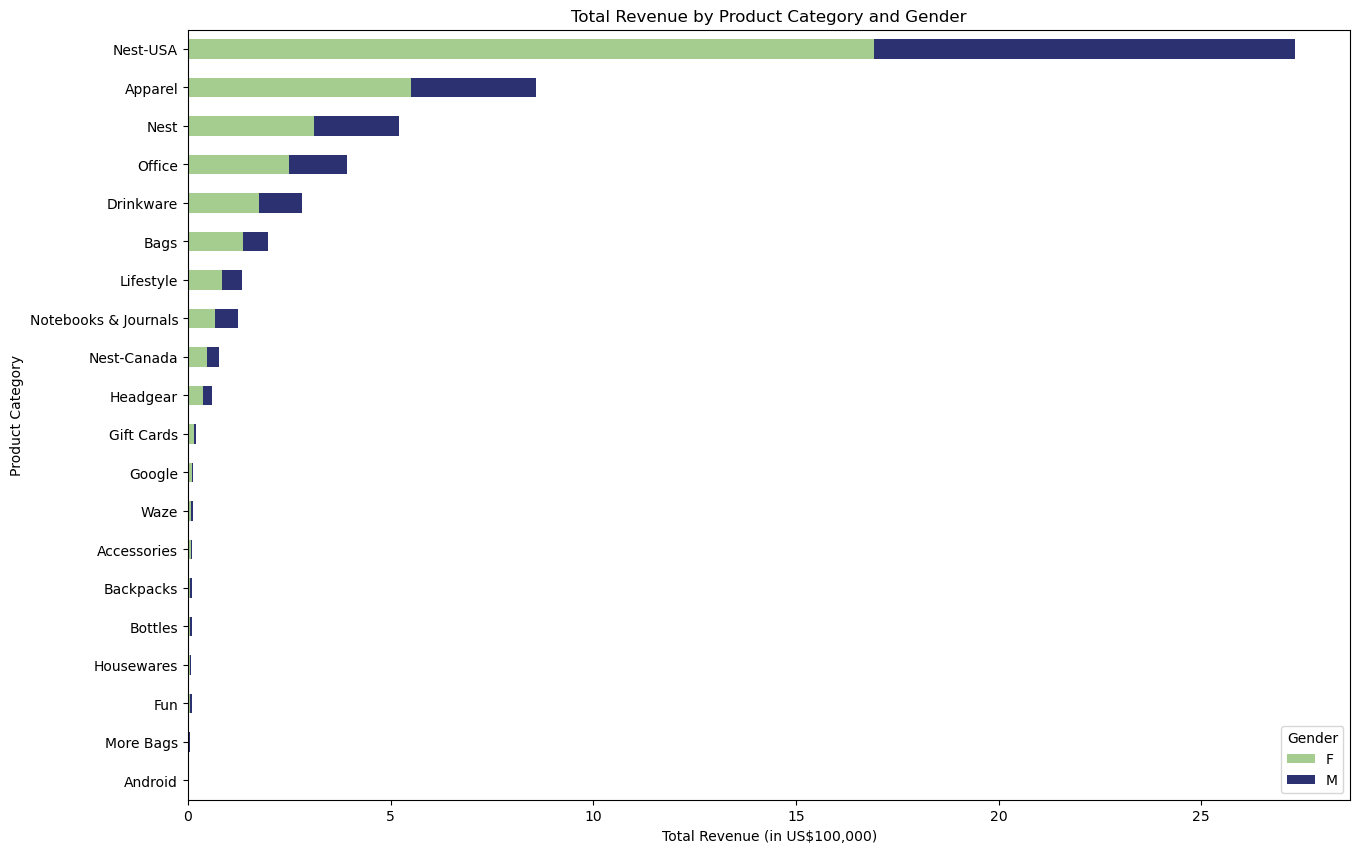 Total Revenue by Product Category and Gender
Product Category
Nest-USA
Apparel
Nest
Office
Drinkware
Bags
Lifestyle
Notebooks & Journals
Nest-Canada
Headgear
Gift Cards
Google
Waze
Accessories
Backpacks
Bottles
Housewares
Fun
More Bags
Android
0 5 10 15 20 25
Total Revenue (in US$100,000)
Gender
F
M